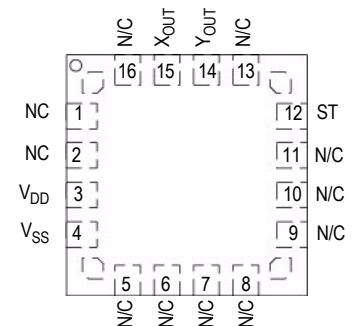 N/C XOUT YOUT N/C
16 15 14 13
NC 1 12 ST
NC 2 11 N/C
VDD 3 10 N/C
VSS 4 9 N/C
5 6 7 8
N/C N/C N/C N/C